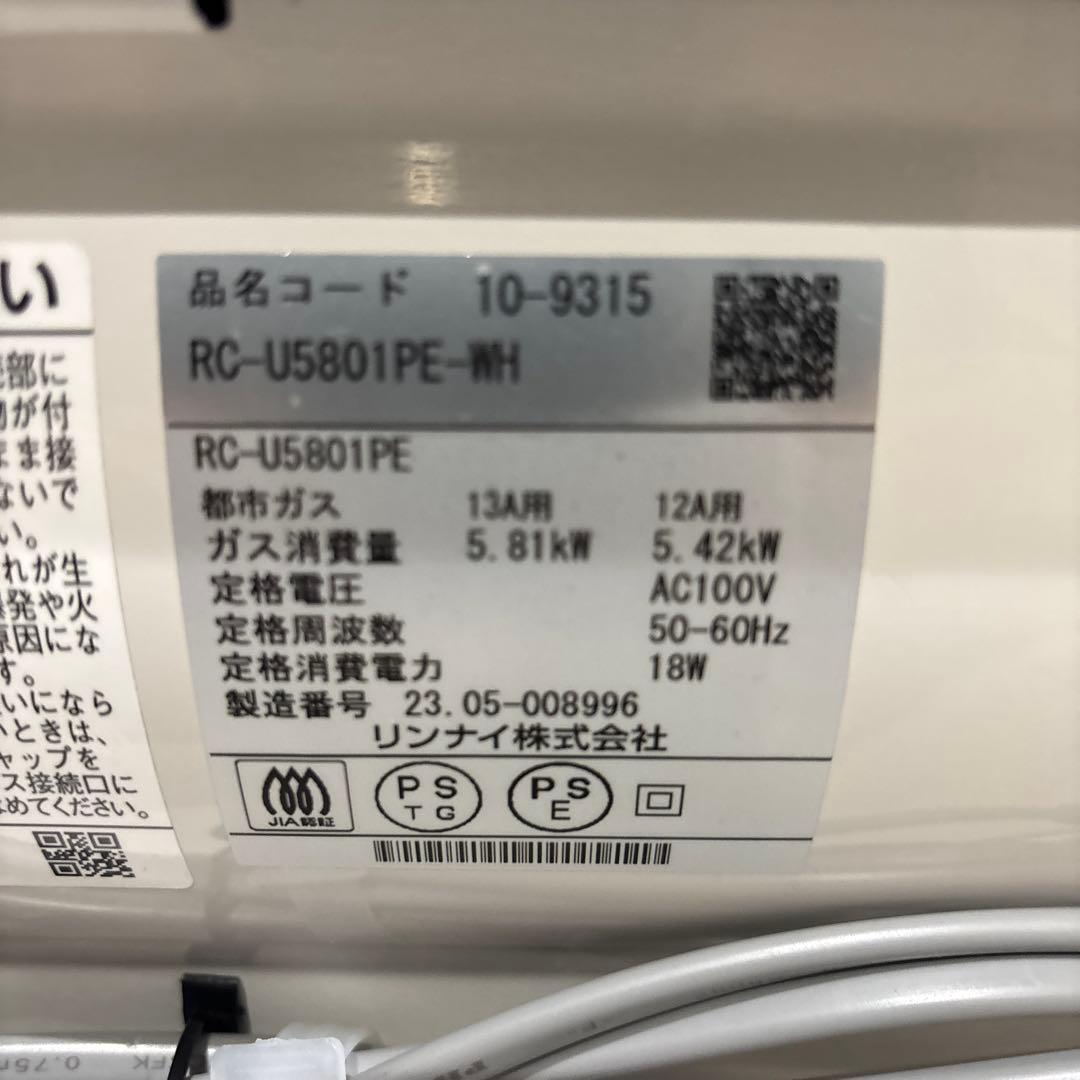 い
部に
が付
まま接
ないで
い。
れが生
爆発や火
原因にな
す。
いになら
いときは、
ャップを
ス接続口に
めてください。
品名コード 10-9315
RC-U5801PE-WH
RC-U5801PE
都市ガス 13A用 12A用
ガス消費量 5.81kW 5.42kW
定格電圧 AC100V
定格周波数 50-60Hz
定格消費電力 18W
製造番号 23.05-008996
リンナイ株式会社
JIA認証
PS
TG
PS
E
0.75